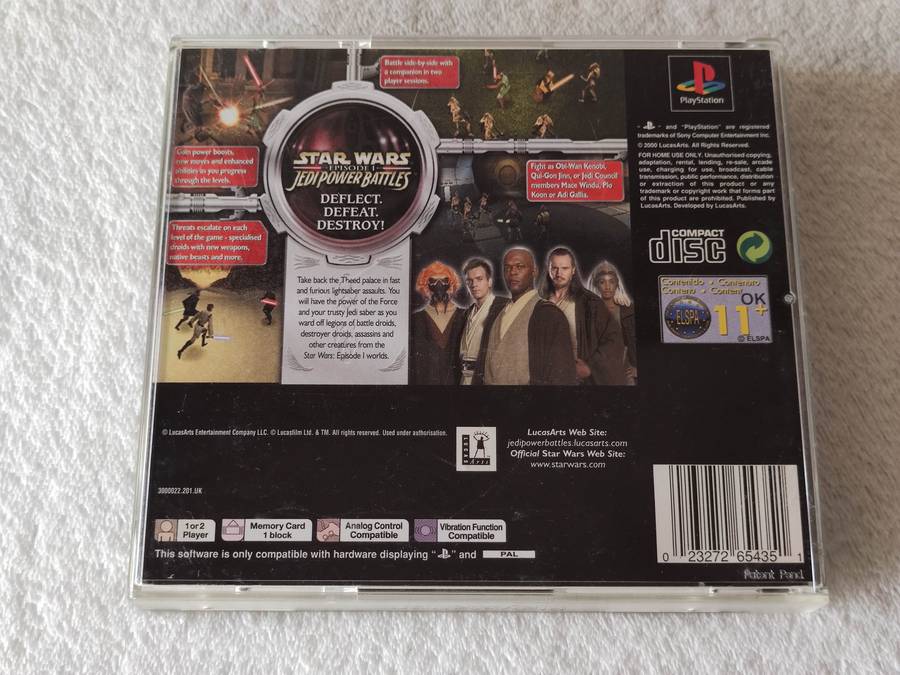 Battle side-by-side with
a companion in two
player sessions.
Gain power boosts,
new moves and enhanced
abilities as you progress
through the levels.
STAR WARS
EPISODE I
JEDI POWER BATTLES
DEFLECT.
DEFEAT.
DESTROY!
Fight as Obi-Wan Kenobi,
Qui-Gon Jinn, or Jedi Council
members Mace Windu, Plo
Koon or Adi Gallia.
Threats escalate on each
level of the game - specialised
droids with new weapons,
native beasts and more.
Take back the Theed palace in fast
and furious lightsaber assaults. You
will have the power of the Force
and your trusty Jedi saber as you
ward off legions of battle droids,
destroyer droids, assassins and
other creatures from the
Star Wars: Episode I worlds.
PlayStation
" " and "PlayStation" are registered
trademarks of Sony Computer Entertainment Inc.
© 2000 LucasArts. All Rights Reserved.
FOR HOME USE ONLY. Unauthorised copying,
adaptation, rental, lending, re-sale, arcade
use, charging for use, broadcast, cable
transmission, public performance, distribution
or extraction of this product or any
trademark or copyright work that forms part
of this product are prohibited. Published by
LucasArts. Developed by LucasArts.
COMPACT
disc
Contenido • Contenuto
Contenu • Content
ELSPA
11+
OK
© ELSPA
© LucasArts Entertainment Company LLC. © Lucasfilm Ltd. & TM. All rights reserved. Used under authorisation.
LUCAS
Arts
LucasArts Web Site:
jedipowerbattles.lucasarts.com
Official Star Wars Web Site:
www.starwars.com
3000022.201.UK
1 or 2
Player
Memory Card
1 block
Analog Control
Compatible
Vibration Function
Compatible
This software is only compatible with hardware displaying " " and PAL
0 23272 65435 1
Patent Pend